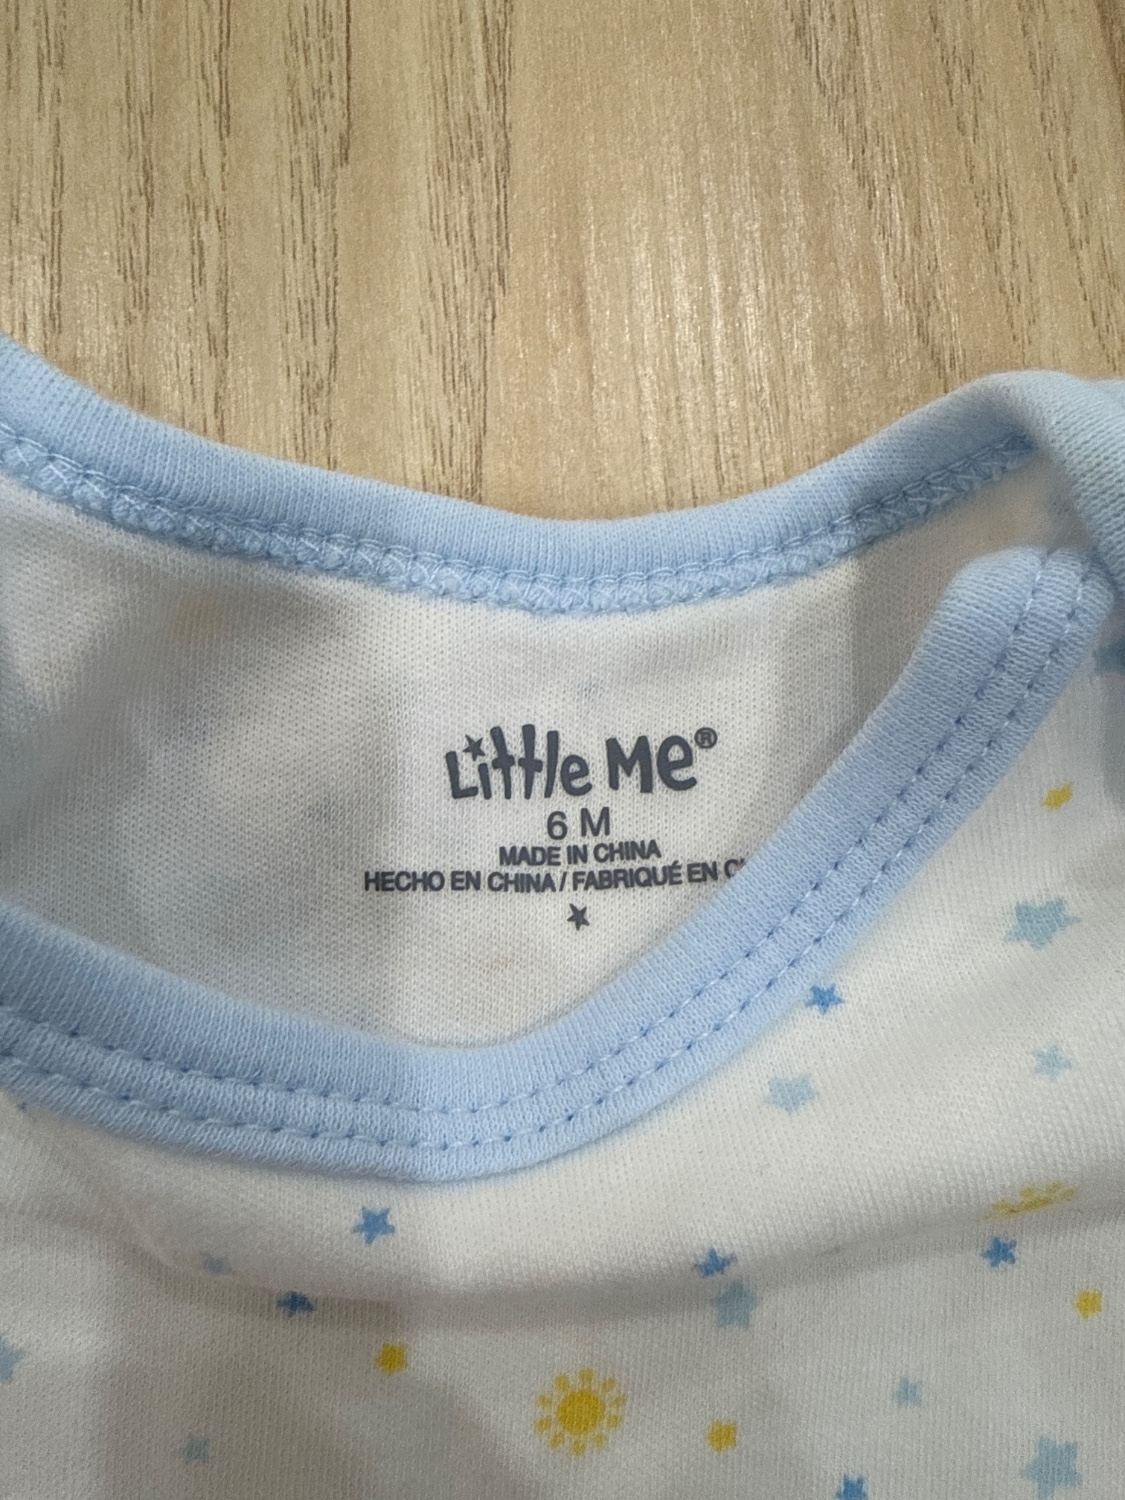 Little Me®
6 M
MADE IN CHINA
HECHO EN CHINA / FABRIQUÉ EN